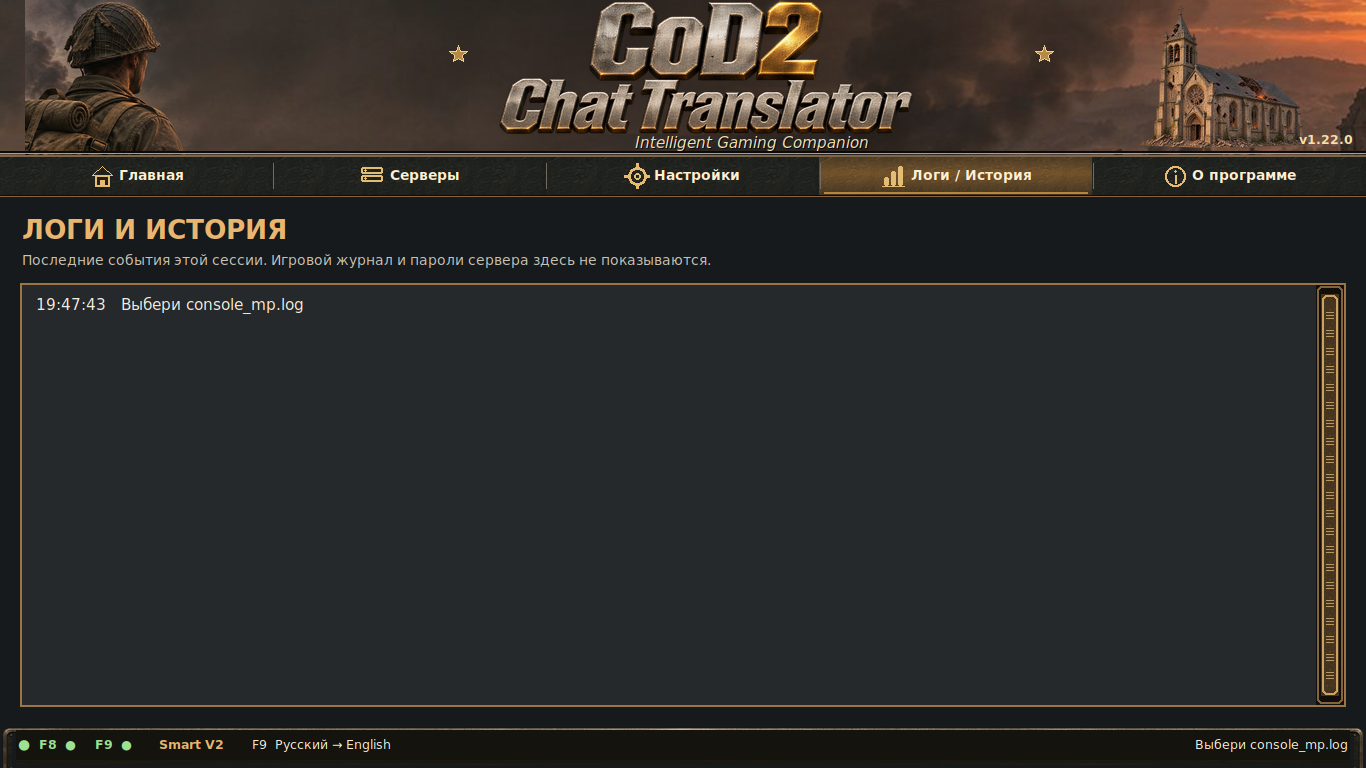 CoD2
Chat Translator
Intelligent Gaming Companion
v1.22.0
Главная
Серверы
Настройки
Логи / История
О программе
ЛОГИ И ИСТОРИЯ
Последние события этой сессии. Игровой журнал и пароли сервера здесь не показываются.
19:47:43 Выбери console_mp.log
F8 F9 Smart V2 F9 Русский → English Выбери console_mp.log